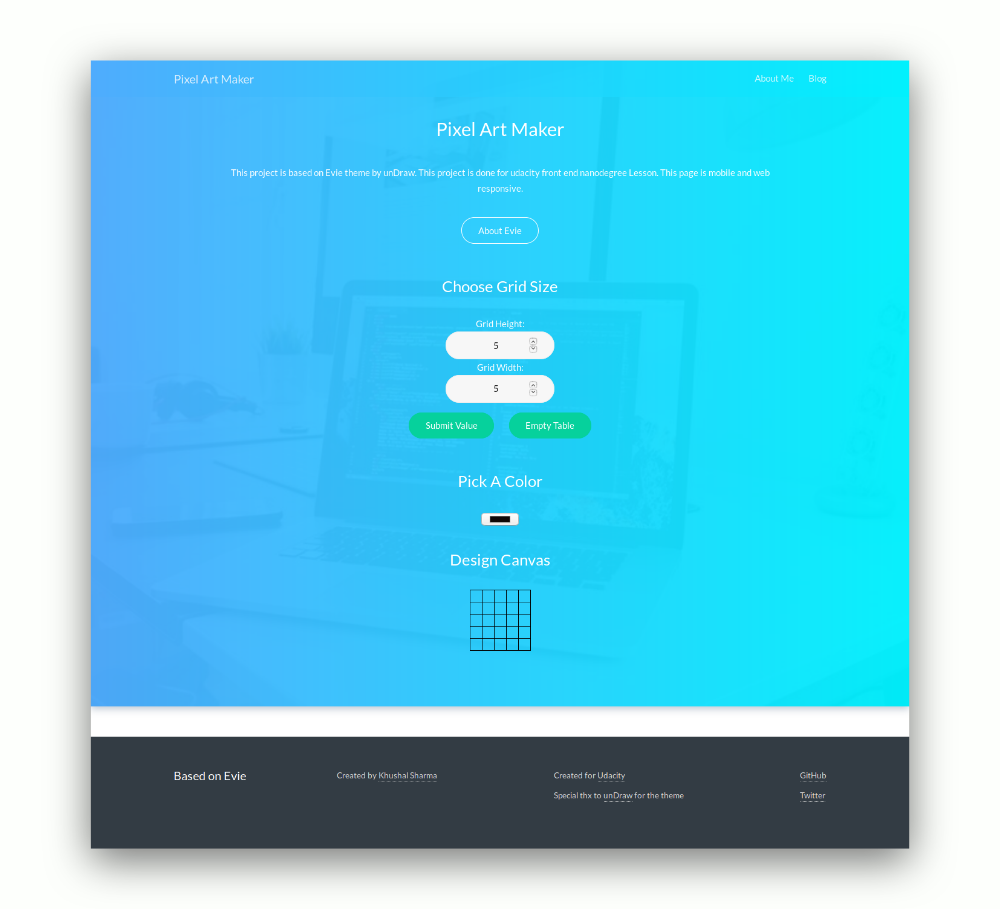 Pixel Art Maker
About Me Blog
Pixel Art Maker
This project is based on Evie theme by unDraw. This project is done for udacity front end nanodegree Lesson. This page is mobile and web
responsive.
About Evie
Choose Grid Size
Grid Height:
5
Grid Width:
5
Submit Value Empty Table
Pick A Color
Design Canvas
Based on Evie
Created by Khushal Sharma
Created for Udacity
Special thx to unDraw for the theme
GitHub
Twitter